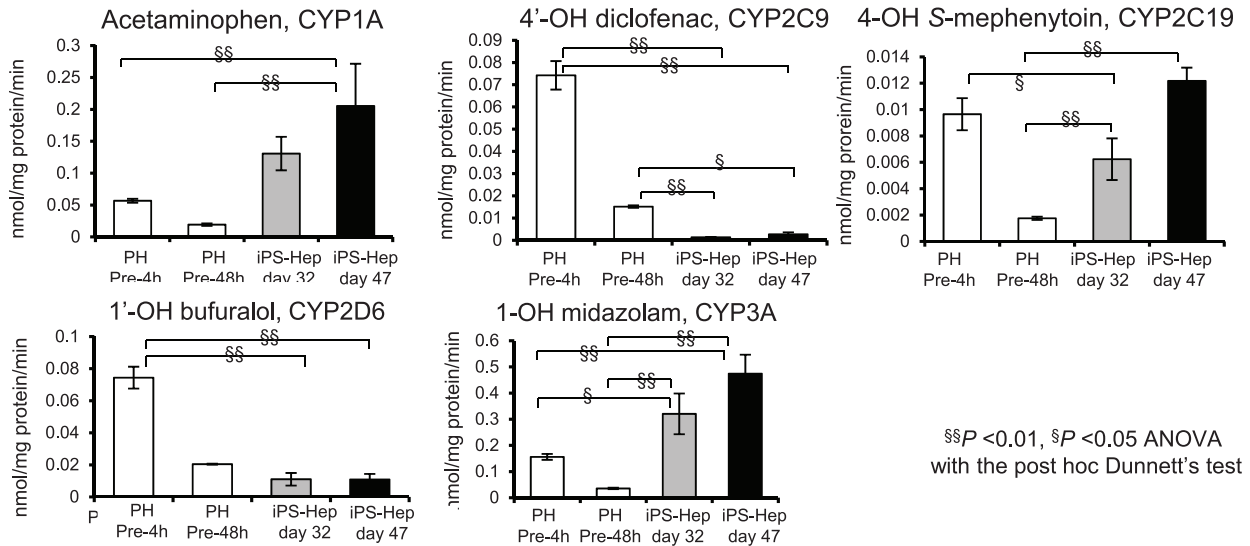 Acetaminophen, CYP1A
nmol/mg protein/min
0.3
0.25
0.2
0.15
0.1
0.05
0
§§
§§
PH PH iPS-Hep iPS-Hep
Pre-4h Pre-48h day 32 day 47
4'-OH diclofenac, CYP2C9
nmol/mg protein/min
0.09
0.08
0.07
0.06
0.05
0.04
0.03
0.02
0.01
0
§§
§§
§
§§
PH PH iPS-Hep iPS-Hep
Pre-4h Pre-48h day 32 day 47
4-OH S-mephenytoin, CYP2C19
nmol/mg prorein/min
0.014
0.012
0.01
0.008
0.006
0.004
0.002
0
§§
§
§§
PH PH iPS-Hep iPS-Hep
Pre-4h Pre-48h day 32 day 47
1'-OH bufuralol, CYP2D6
nmol/mg protein/min
0.1
0.08
0.06
0.04
0.02
0
§§
§§
P
PH PH iPS-Hep iPS-Hep
Pre-4h Pre-48h day 32 day 47
1-OH midazolam, CYP3A
nmol/mg protein/min
0.6
0.5
0.4
0.3
0.2
0.1
0
§§
§§
§§
§
PH PH iPS-Hep iPS-Hep
Pre-4h Pre-48h day 32 day 47
§§P <0.01, §P <0.05 ANOVA
with the post hoc Dunnett's test